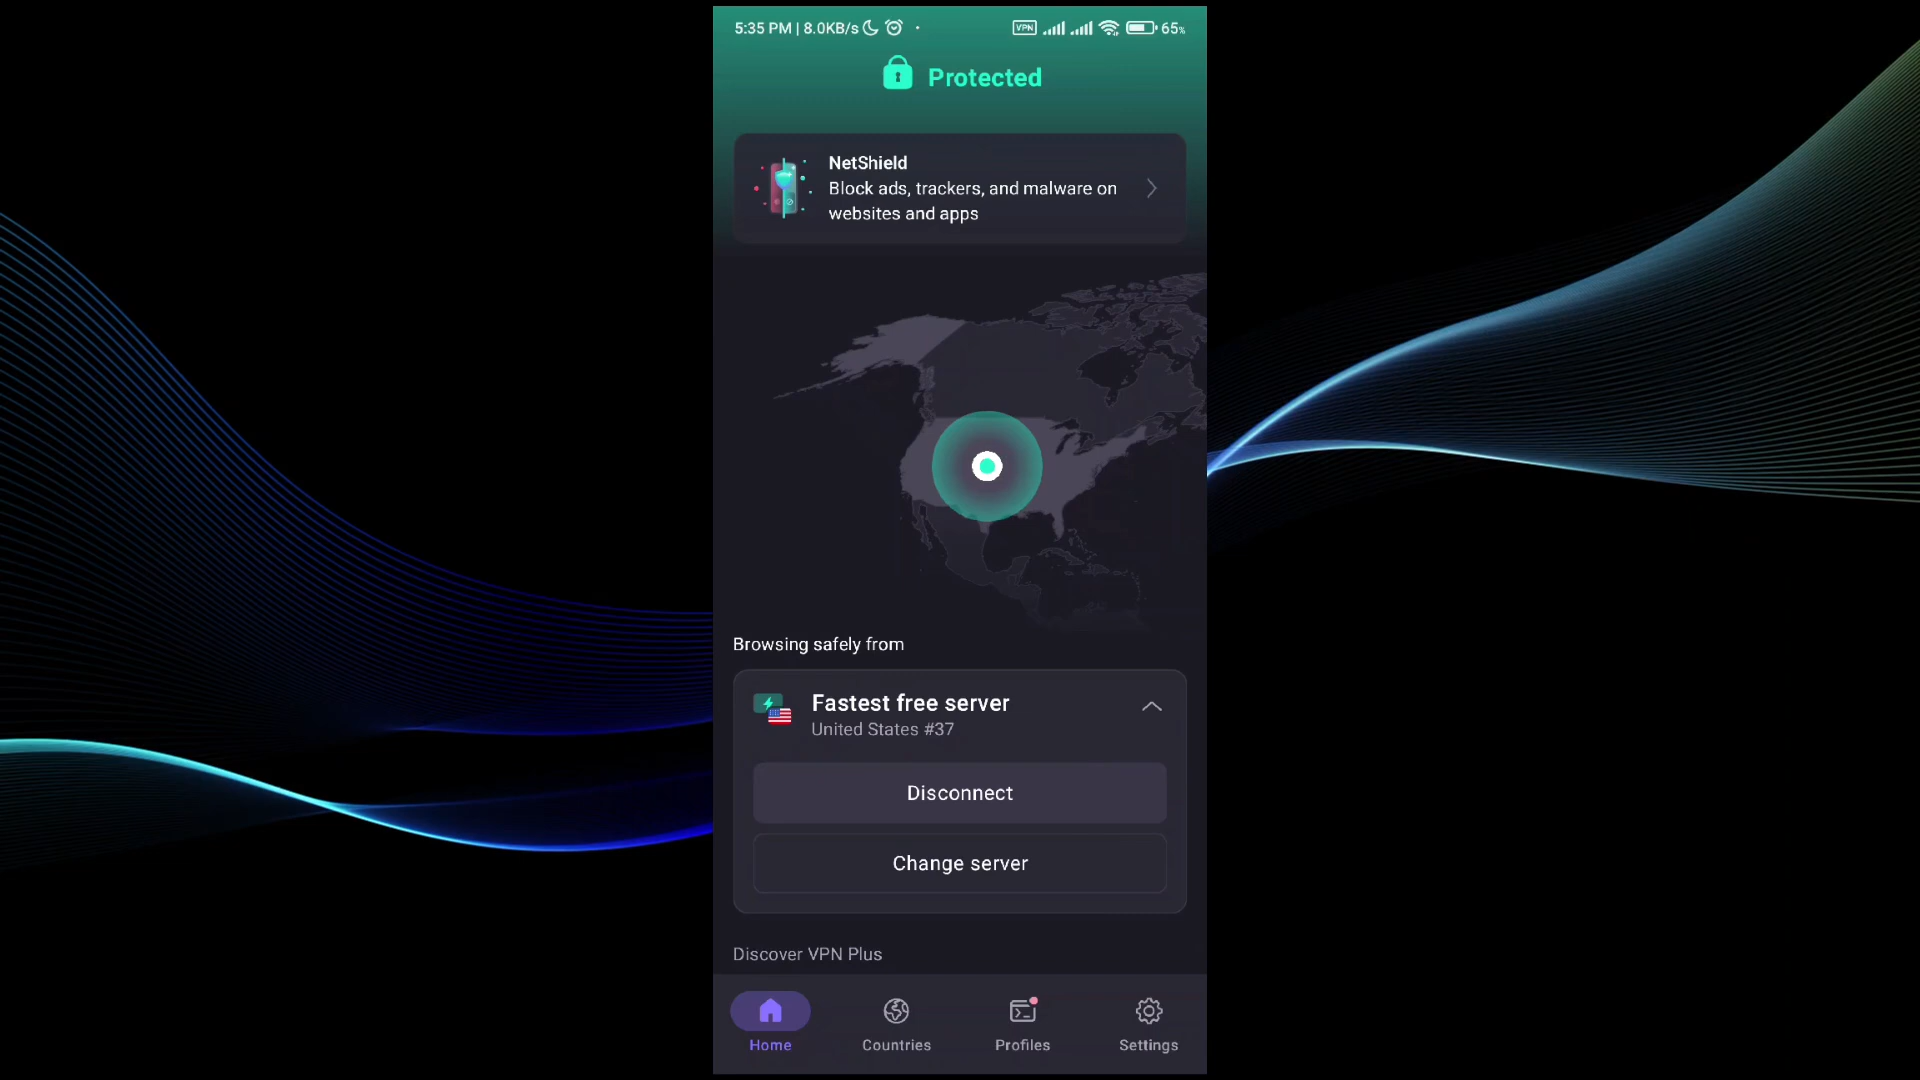 5:35 PM | 8.0KB/s
VPN
65%
Protected
NetShield
Block ads, trackers, and malware on
websites and apps
Browsing safely from
Fastest free server
United States #37
Disconnect
Change server
Discover VPN Plus
Home
Countries
Profiles
Settings